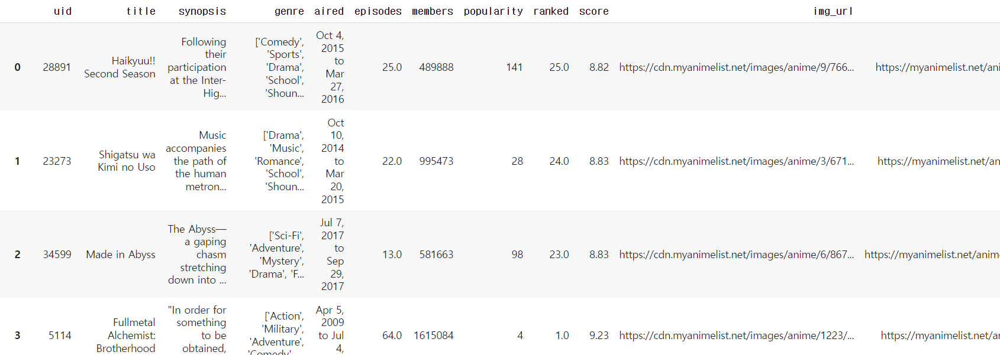 uid title synopsis genre aired episodes members popularity ranked score img_url
0 28891 Haikyuu!! Second Season Following their participation at the Inter-Hig... ['Comedy', 'Sports', 'Drama', 'School', 'Shoun... Oct 4, 2015 to Mar 27, 2016 25.0 489888 141 25.0 8.82 https://cdn.myanimelist.net/images/anime/9/766... https://myanimelist.net/ani
1 23273 Shigatsu wa Kimi no Uso Music accompanies the path of the human metron... ['Drama', 'Music', 'Romance', 'School', 'Shoun... Oct 10, 2014 to Mar 20, 2015 22.0 995473 28 24.0 8.83 https://cdn.myanimelist.net/images/anime/3/671... https://myanimelist.net/an
2 34599 Made in Abyss The Abyss—a gaping chasm stretching down into ... ['Sci-Fi', 'Adventure', 'Mystery', 'Drama', 'F... Jul 7, 2017 to Sep 29, 2017 13.0 581663 98 23.0 8.83 https://cdn.myanimelist.net/images/anime/6/867... https://myanimelist.net/anime
3 5114 Fullmetal Alchemist: Brotherhood "In order for something to be obtained, ['Action', 'Military', 'Adventure', 'Comedy' Apr 5, 2009 to Jul 4, 64.0 1615084 4 1.0 9.23 https://cdn.myanimelist.net/images/anime/1223/... https://myanimelist.net/a